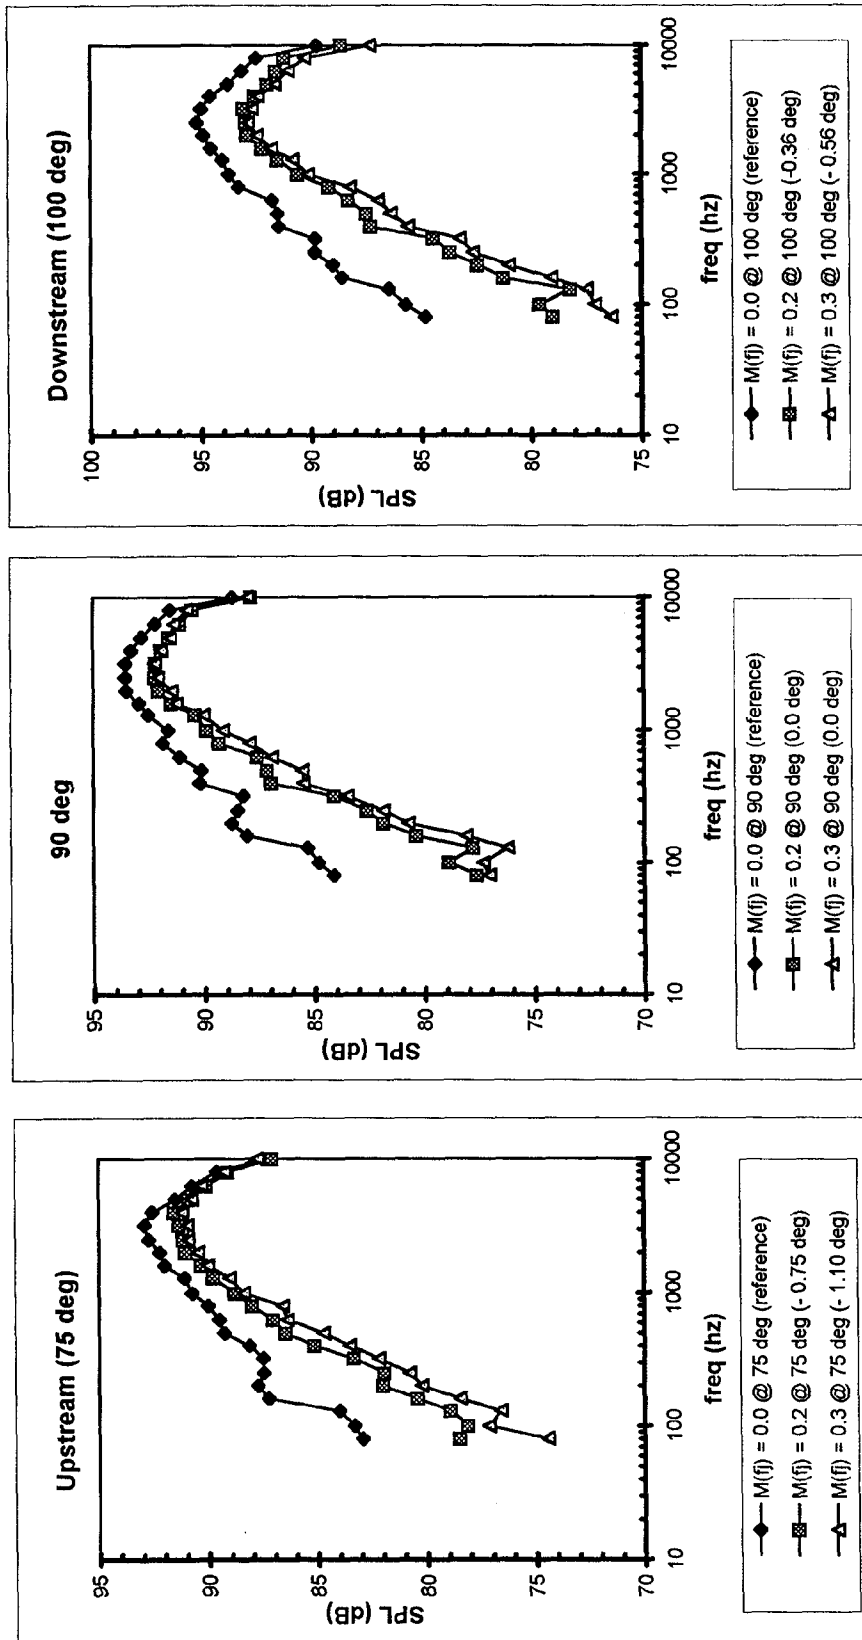 Upstream (75 deg)
95
90
85
80
75
70
SPL (dB)
10
100
1000
10000
freq (hz)
M(fj) = 0.0 @ 75 deg (reference)
M(fj) = 0.2 @ 75 deg (- 0.75 deg)
M(fj) = 0.3 @ 75 deg (- 1.10 deg)
90 deg
95
90
85
80
75
70
SPL (dB)
10
100
1000
10000
freq (hz)
M(fj) = 0.0 @ 90 deg (reference)
M(fj) = 0.2 @ 90 deg (0.0 deg)
M(fj) = 0.3 @ 90 deg (0.0 deg)
Downstream (100 deg)
100
95
90
85
80
75
SPL (dB)
10
100
1000
10000
freq (hz)
M(fj) = 0.0 @ 100 deg (reference)
M(fj) = 0.2 @ 100 deg (-0.36 deg)
M(fj) = 0.3 @ 100 deg (- 0.56 deg)